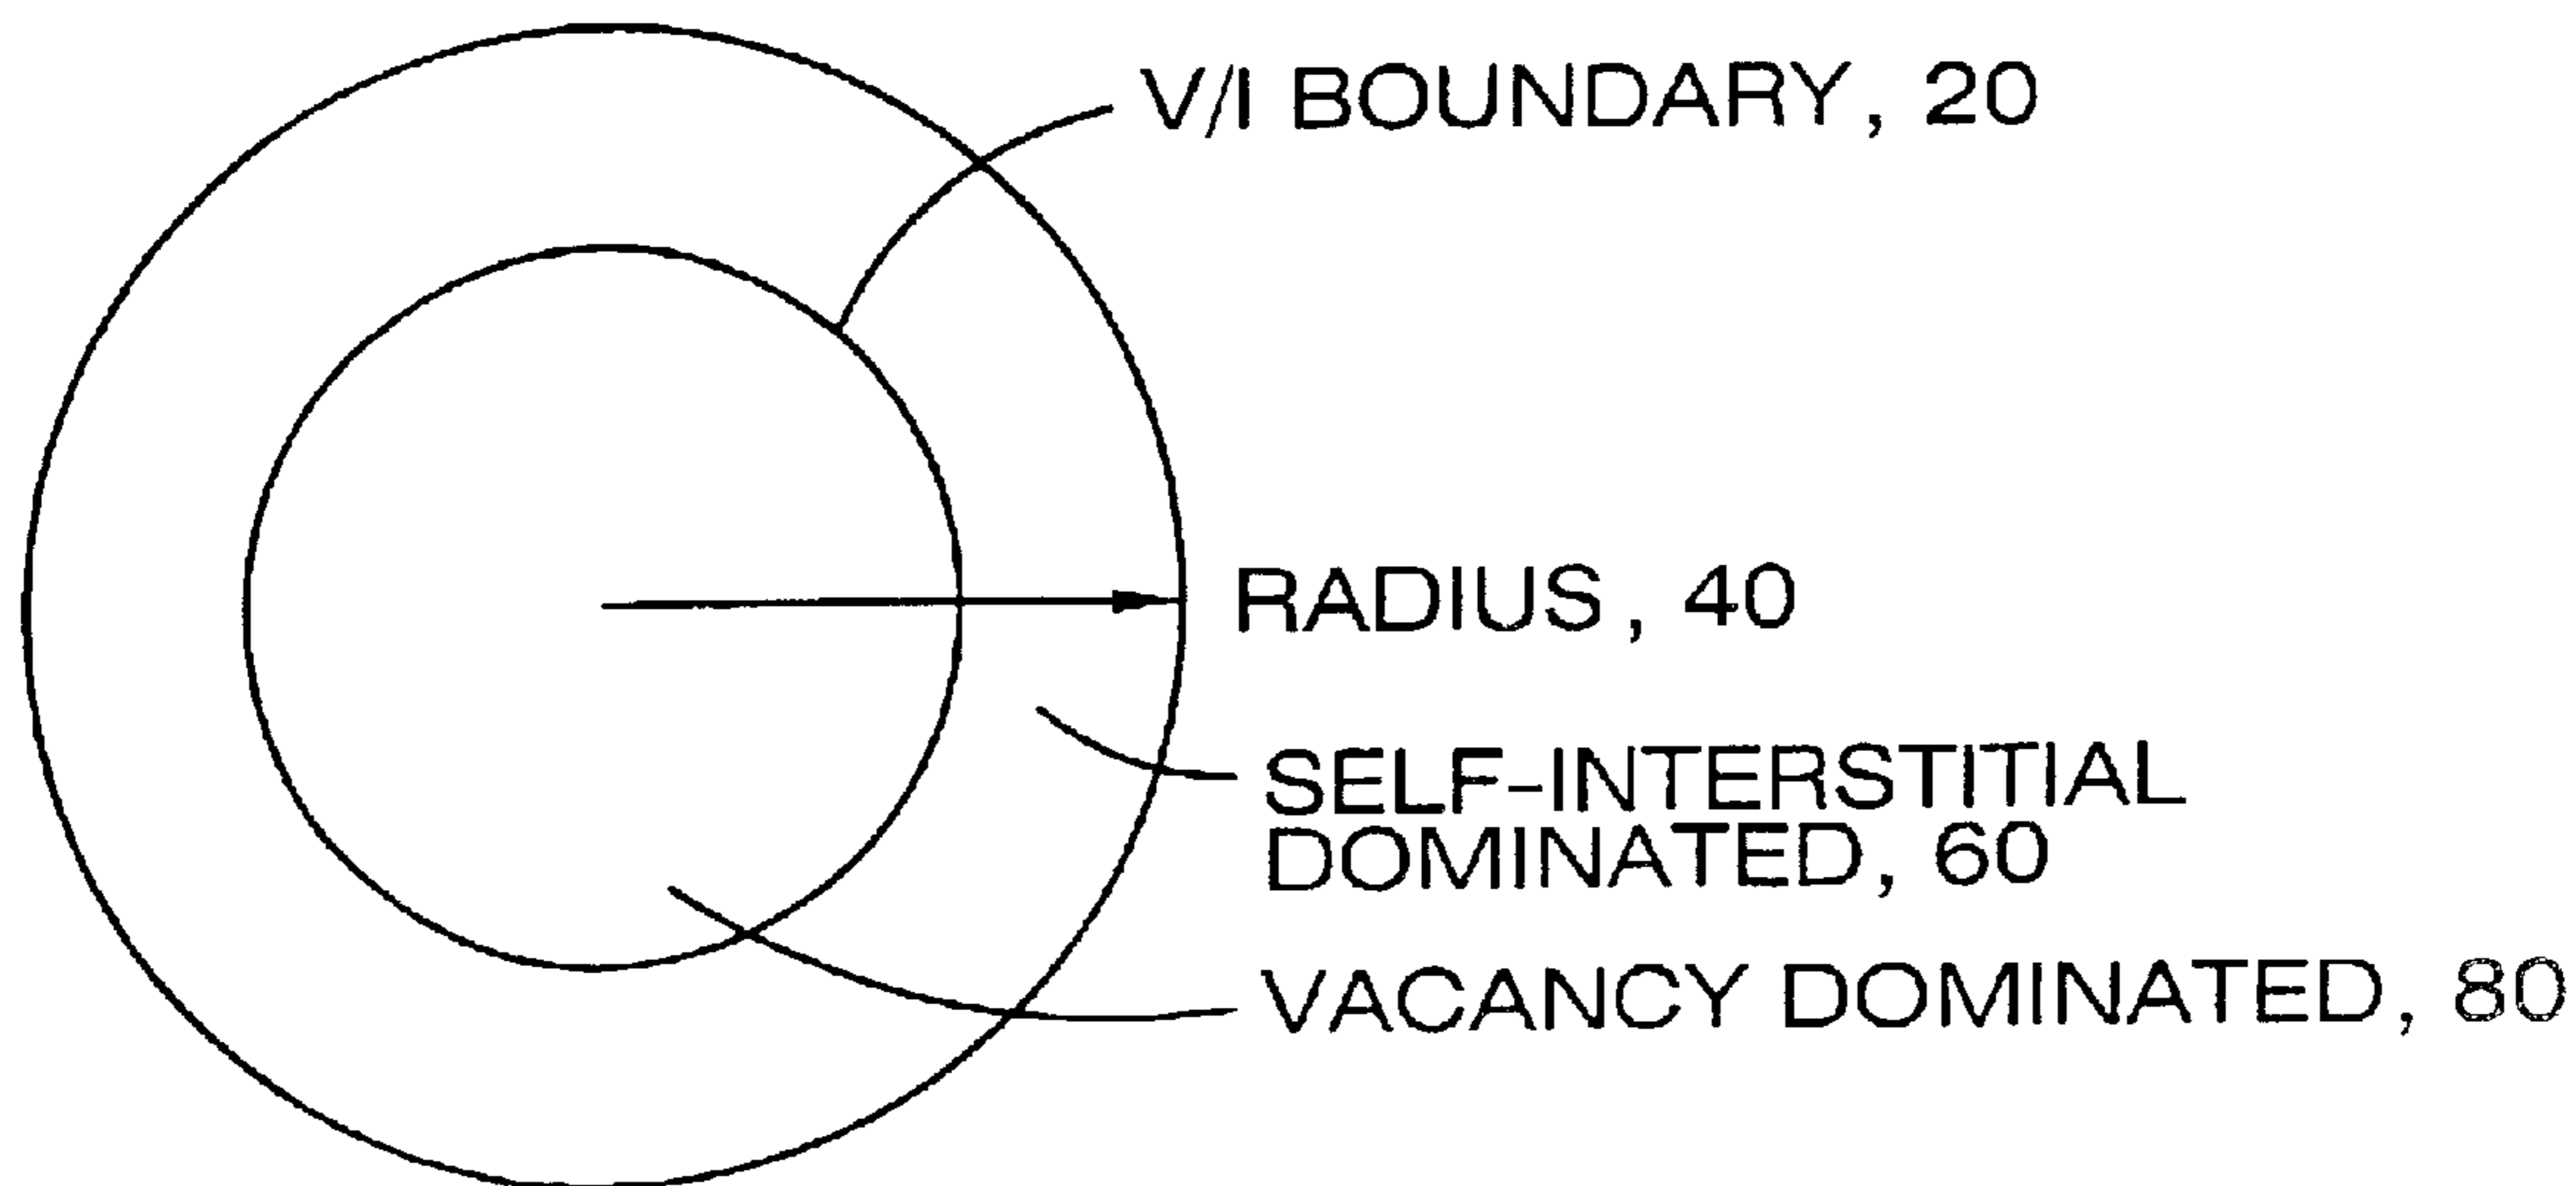 V/I BOUNDARY, 20
RADIUS, 40
SELF-INTERSTITIAL
DOMINATED, 60
VACANCY DOMINATED, 80